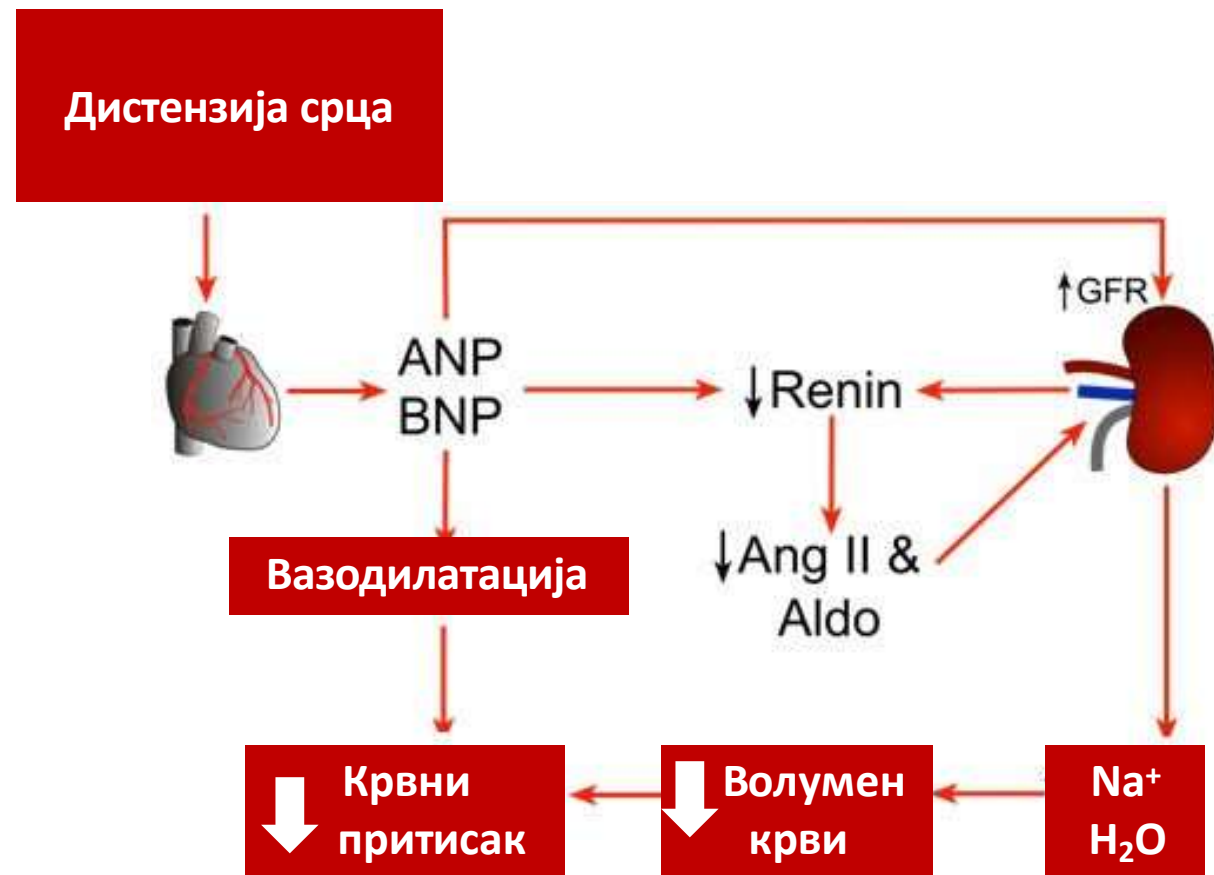 Дистензија срца
↑GFR
ANP
BNP
↓Renin
↓Ang II &
Aldo
Вазодилатација
Крвни
притисак
Волумен
крви
Na⁺
H₂O